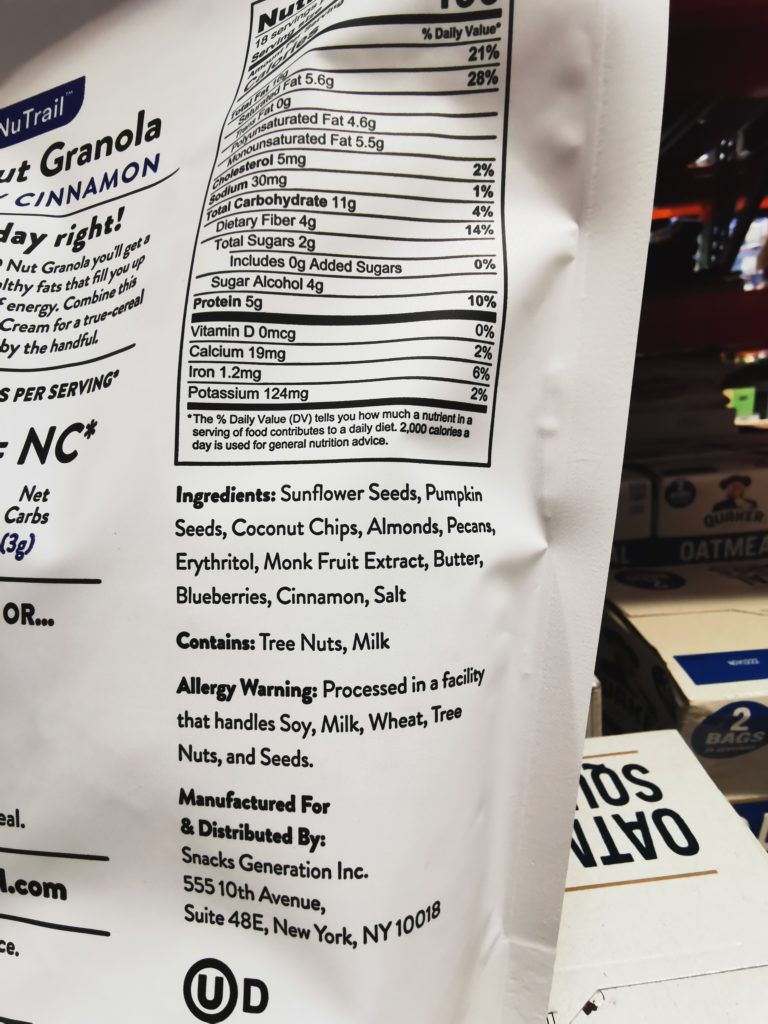 NuTrail™
ut Granola
CINNAMON
day right!
Nut Granola you'll get a
lthy fats that fill you up
energy. Combine this
Cream for a true-cereal
by the handful.
S PER SERVING*
= NC*
Net
Carbs
(3g)
OR...
eal.
l.com
ce.
18 servings
Calories
% Daily Value*
21%
Saturated Fat 5.6g 28%
Trans Fat 0g
Polyunsaturated Fat 4.6g
Monounsaturated Fat 5.5g
Cholesterol 5mg 2%
Sodium 30mg 1%
Total Carbohydrate 11g 4%
Dietary Fiber 4g 14%
Total Sugars 2g
Includes 0g Added Sugars 0%
Sugar Alcohol 4g
Protein 5g 10%
Vitamin D 0mcg 0%
Calcium 19mg 2%
Iron 1.2mg 6%
Potassium 124mg 2%
*The % Daily Value (DV) tells you how much a nutrient in a
serving of food contributes to a daily diet. 2,000 calories a
day is used for general nutrition advice.
Ingredients: Sunflower Seeds, Pumpkin
Seeds, Coconut Chips, Almonds, Pecans,
Erythritol, Monk Fruit Extract, Butter,
Blueberries, Cinnamon, Salt
Contains: Tree Nuts, Milk
Allergy Warning: Processed in a facility
that handles Soy, Milk, Wheat, Tree
Nuts, and Seeds.
Manufactured For
& Distributed By:
Snacks Generation Inc.
555 10th Avenue,
Suite 48E, New York, NY 10018
U D
QUAKER
OATMEA
2
BAGS
OATM
SQU